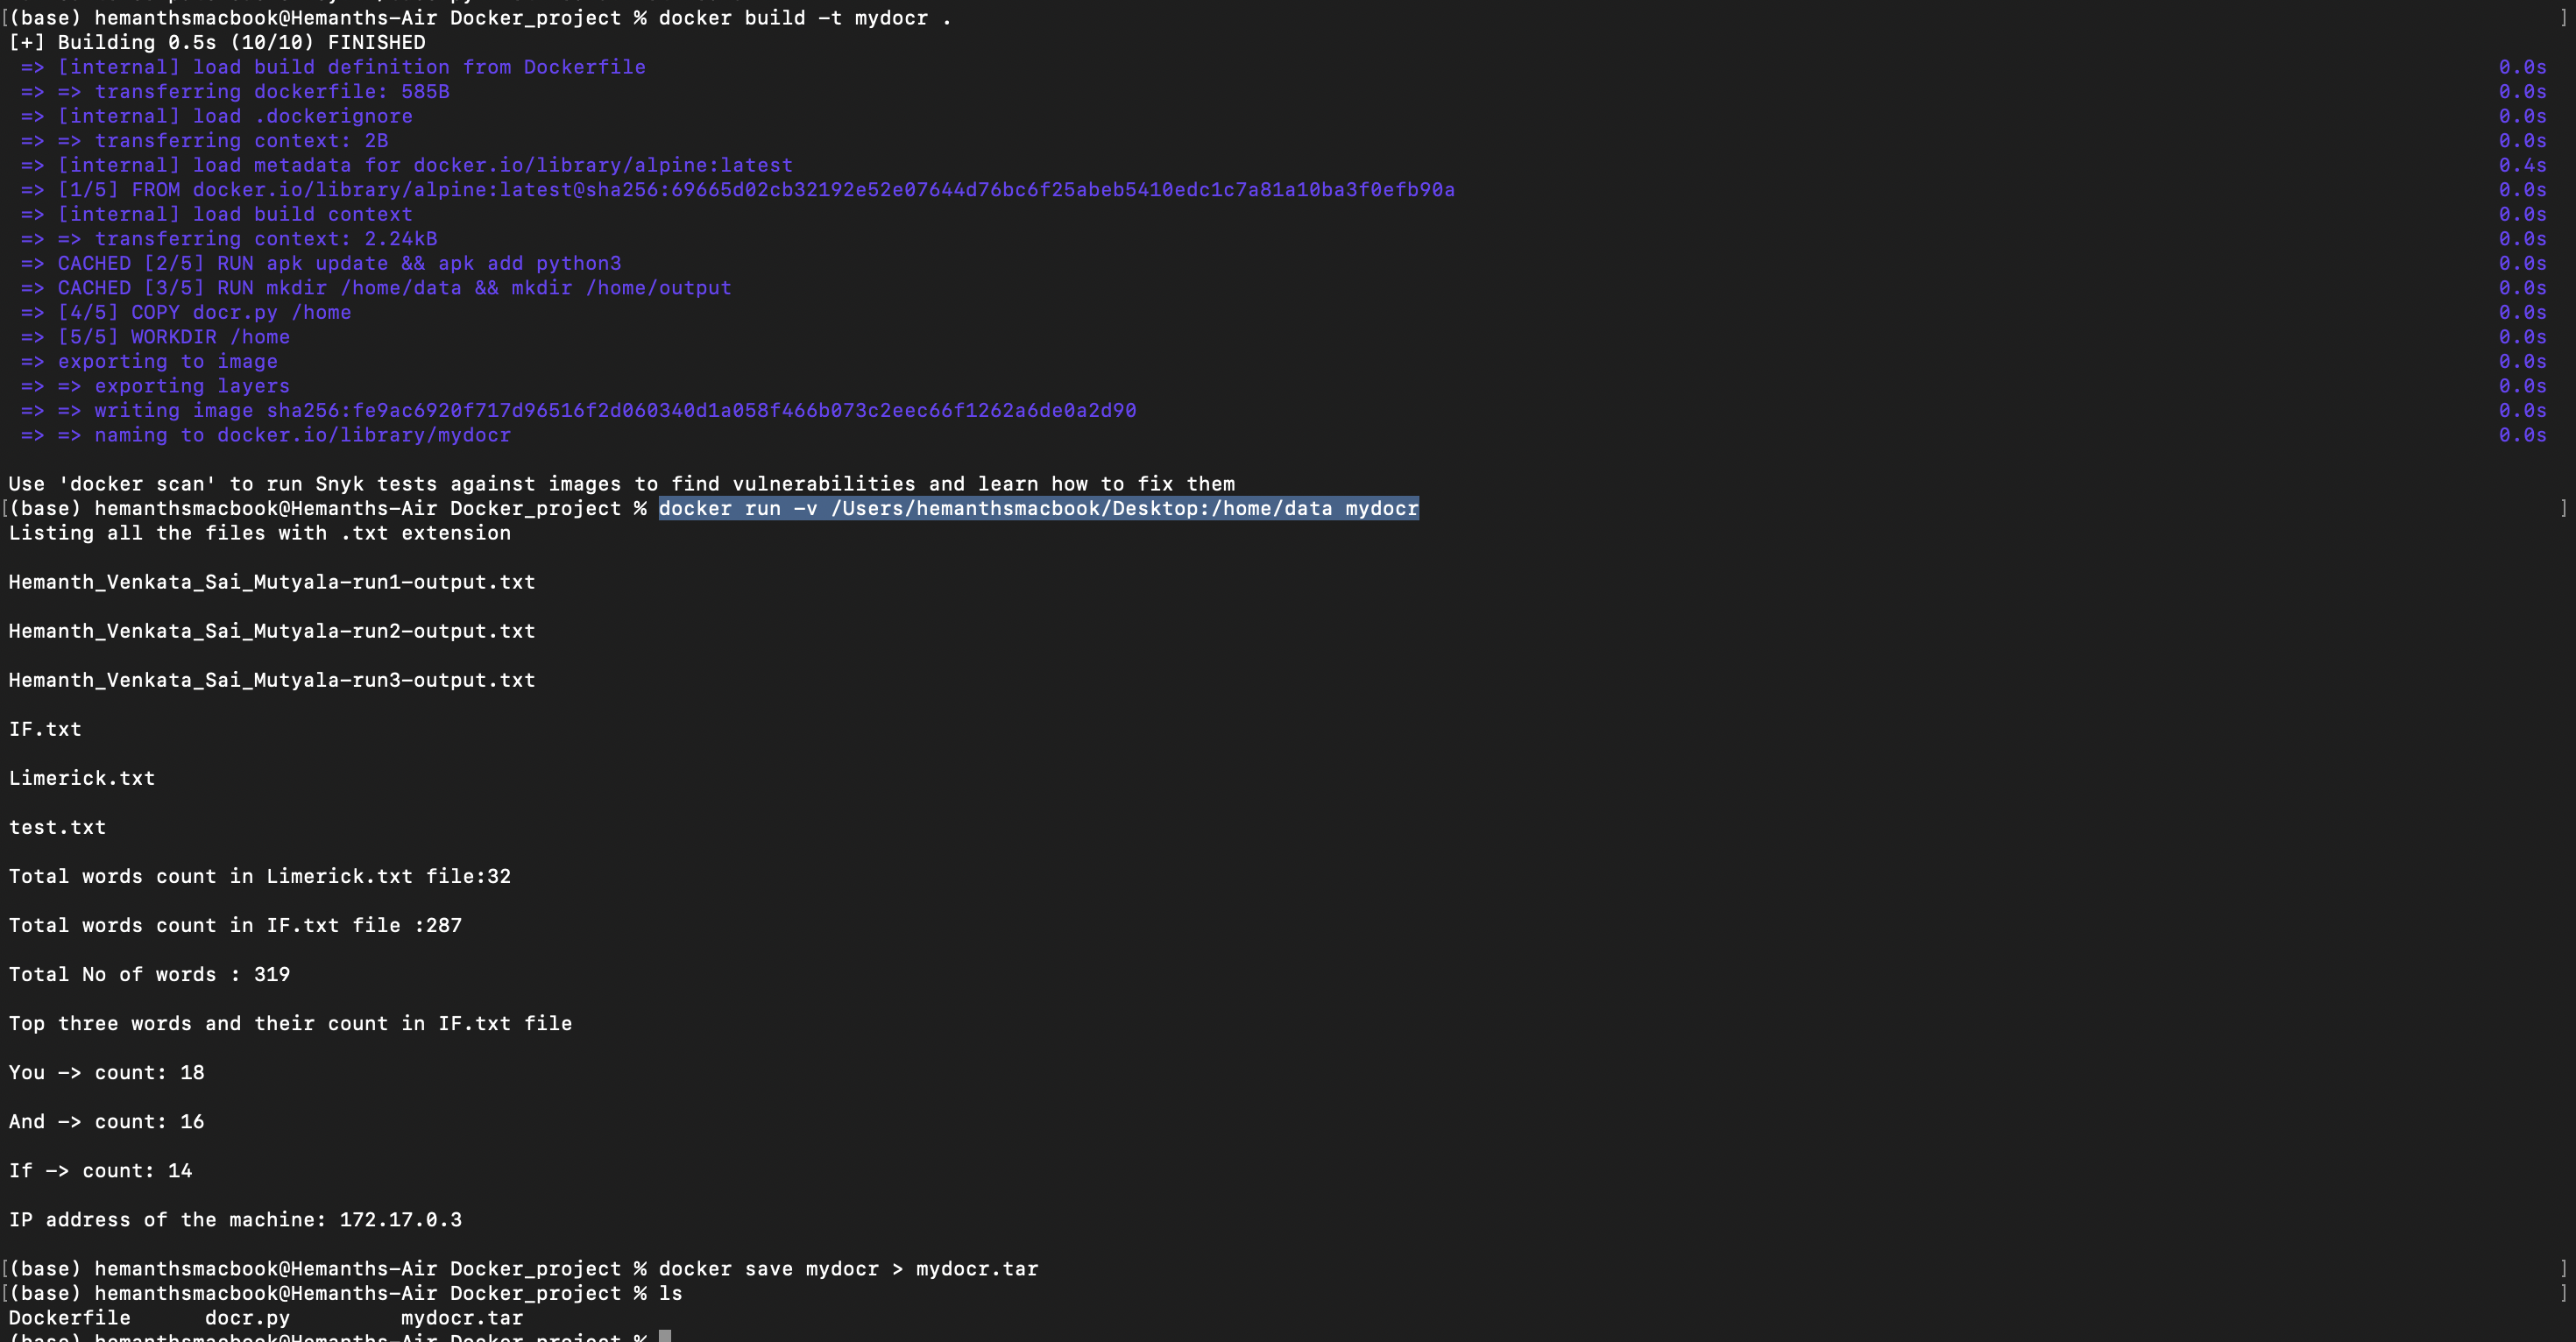 [(base) hemanthsmacbook@Hemanths-Air Docker_project % docker build -t mydocr . ]
[+] Building 0.5s (10/10) FINISHED
=> [internal] load build definition from Dockerfile 0.0s
=> => transferring dockerfile: 585B 0.0s
=> [internal] load .dockerignore 0.0s
=> => transferring context: 2B 0.0s
=> [internal] load metadata for docker.io/library/alpine:latest 0.4s
=> [1/5] FROM docker.io/library/alpine:latest@sha256:69665d02cb32192e52e07644d76bc6f25abeb5410edc1c7a81a10ba3f0efb90a 0.0s
=> [internal] load build context 0.0s
=> => transferring context: 2.24kB 0.0s
=> CACHED [2/5] RUN apk update && apk add python3 0.0s
=> CACHED [3/5] RUN mkdir /home/data && mkdir /home/output 0.0s
=> [4/5] COPY docr.py /home 0.0s
=> [5/5] WORKDIR /home 0.0s
=> exporting to image 0.0s
=> => exporting layers 0.0s
=> => writing image sha256:fe9ac6920f717d96516f2d060340d1a058f466b073c2eec66f1262a6de0a2d90 0.0s
=> => naming to docker.io/library/mydocr 0.0s
Use 'docker scan' to run Snyk tests against images to find vulnerabilities and learn how to fix them
[(base) hemanthsmacbook@Hemanths-Air Docker_project % docker run -v /Users/hemanthsmacbook/Desktop:/home/data mydocr ]
Listing all the files with .txt extension
Hemanth_Venkata_Sai_Mutyala-run1-output.txt
Hemanth_Venkata_Sai_Mutyala-run2-output.txt
Hemanth_Venkata_Sai_Mutyala-run3-output.txt
IF.txt
Limerick.txt
test.txt
Total words count in Limerick.txt file:32
Total words count in IF.txt file :287
Total No of words : 319
Top three words and their count in IF.txt file
You -> count: 18
And -> count: 16
If -> count: 14
IP address of the machine: 172.17.0.3
[(base) hemanthsmacbook@Hemanths-Air Docker_project % docker save mydocr > mydocr.tar ]
[(base) hemanthsmacbook@Hemanths-Air Docker_project % ls ]
Dockerfile docr.py mydocr.tar
(base) hemanthsmacbook@Hemanths-Air Docker_project %